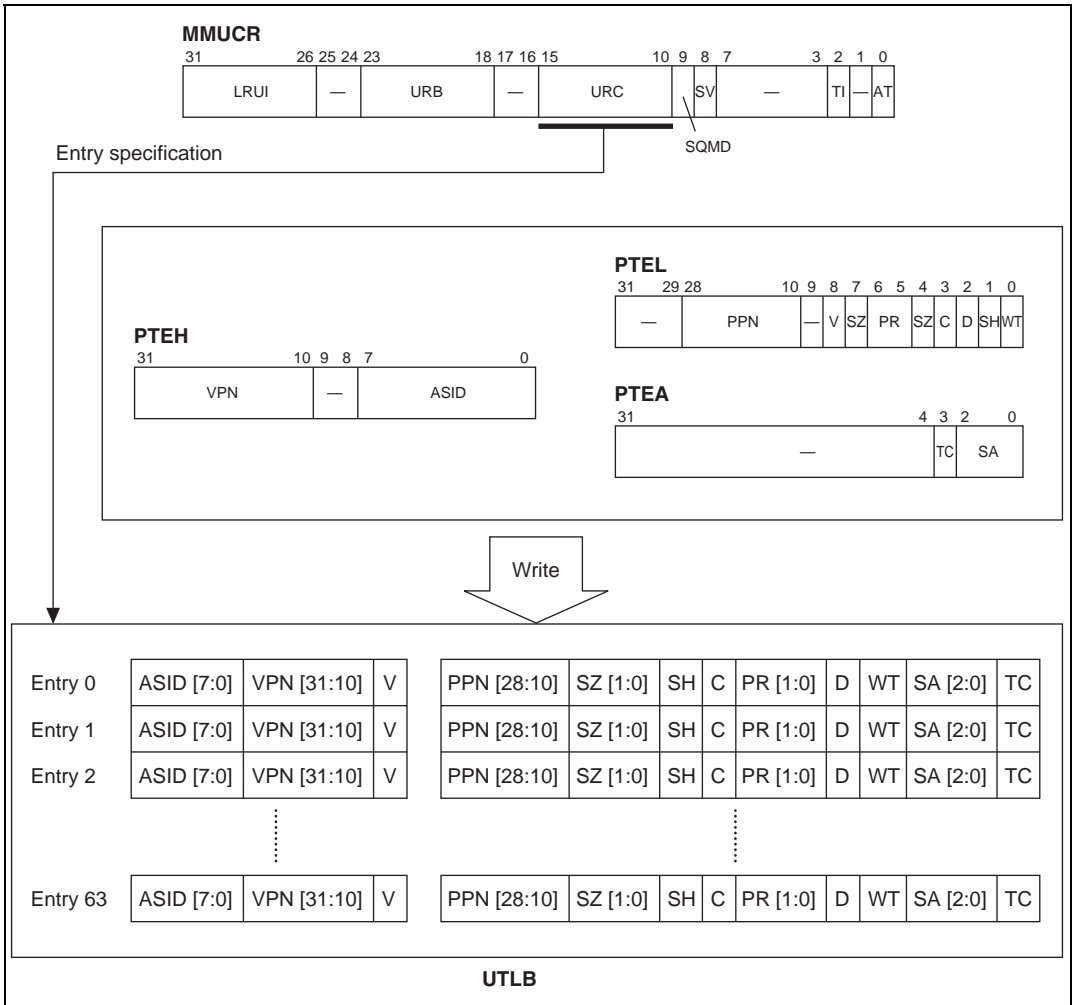 MMUCR
31 26 25 24 23 18 17 16 15 10 9 8 7 3 2 1 0
LRUI — URB — URC SV — TI — AT
SQMD
Entry specification
PTEL
31 29 28 10 9 8 7 6 5 4 3 2 1 0
— PPN — V SZ PR SZ C D SH WT
PTEH
31 10 9 8 7 0
VPN — ASID
PTEA
31 4 3 2 0
— TC SA
Write
Entry 0 ASID [7:0] VPN [31:10] V PPN [28:10] SZ [1:0] SH C PR [1:0] D WT SA [2:0] TC
Entry 1 ASID [7:0] VPN [31:10] V PPN [28:10] SZ [1:0] SH C PR [1:0] D WT SA [2:0] TC
Entry 2 ASID [7:0] VPN [31:10] V PPN [28:10] SZ [1:0] SH C PR [1:0] D WT SA [2:0] TC
Entry 63 ASID [7:0] VPN [31:10] V PPN [28:10] SZ [1:0] SH C PR [1:0] D WT SA [2:0] TC
UTLB